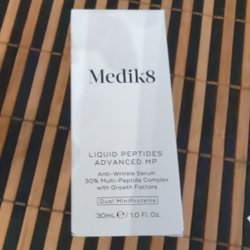 Medik8
LIQUID PEPTIDES
ADVANCED MP
Anti-Wrinkle Serum
30% Multi-Peptide Complex
with Growth Factors
Dual MiniProteins
30mL ℮ / 1.0 Fl. Oz.